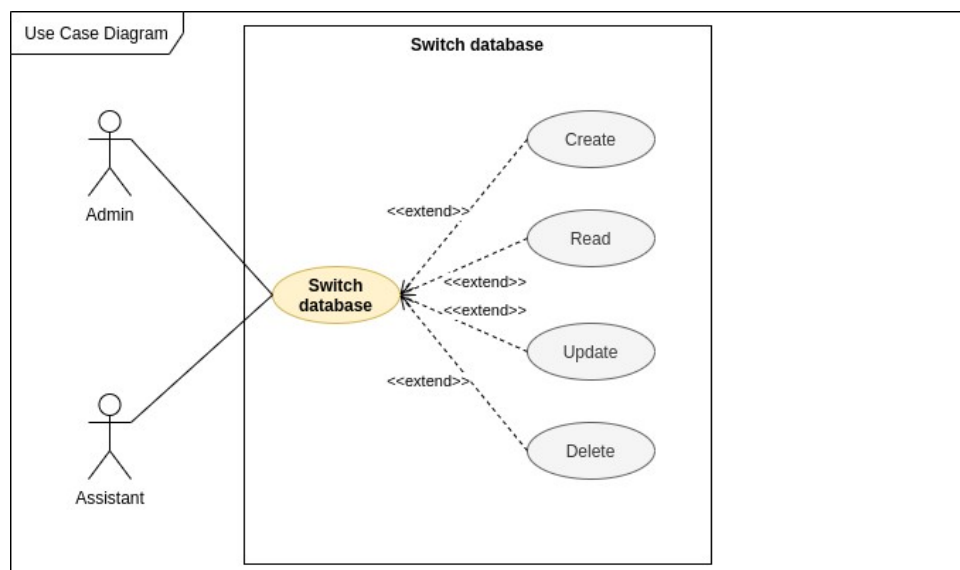 Use Case Diagram
Switch database
Admin
Create
<<extend>>
Read
Switch
database
<<extend>>
<<extend>>
Update
<<extend>>
Delete
Assistant